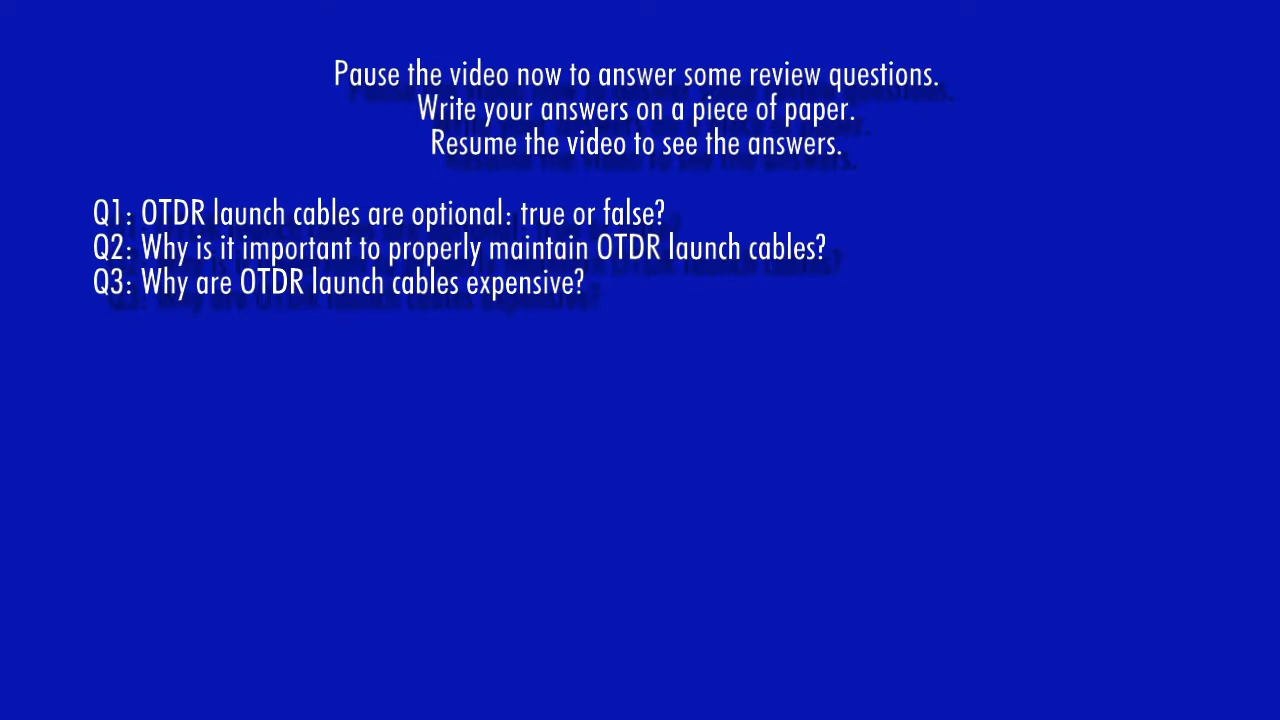 Pause the video now to answer some review questions.
Write your answers on a piece of paper.
Resume the video to see the answers.
Q1: OTDR launch cables are optional: true or false?
Q2: Why is it important to properly maintain OTDR launch cables?
Q3: Why are OTDR launch cables expensive?